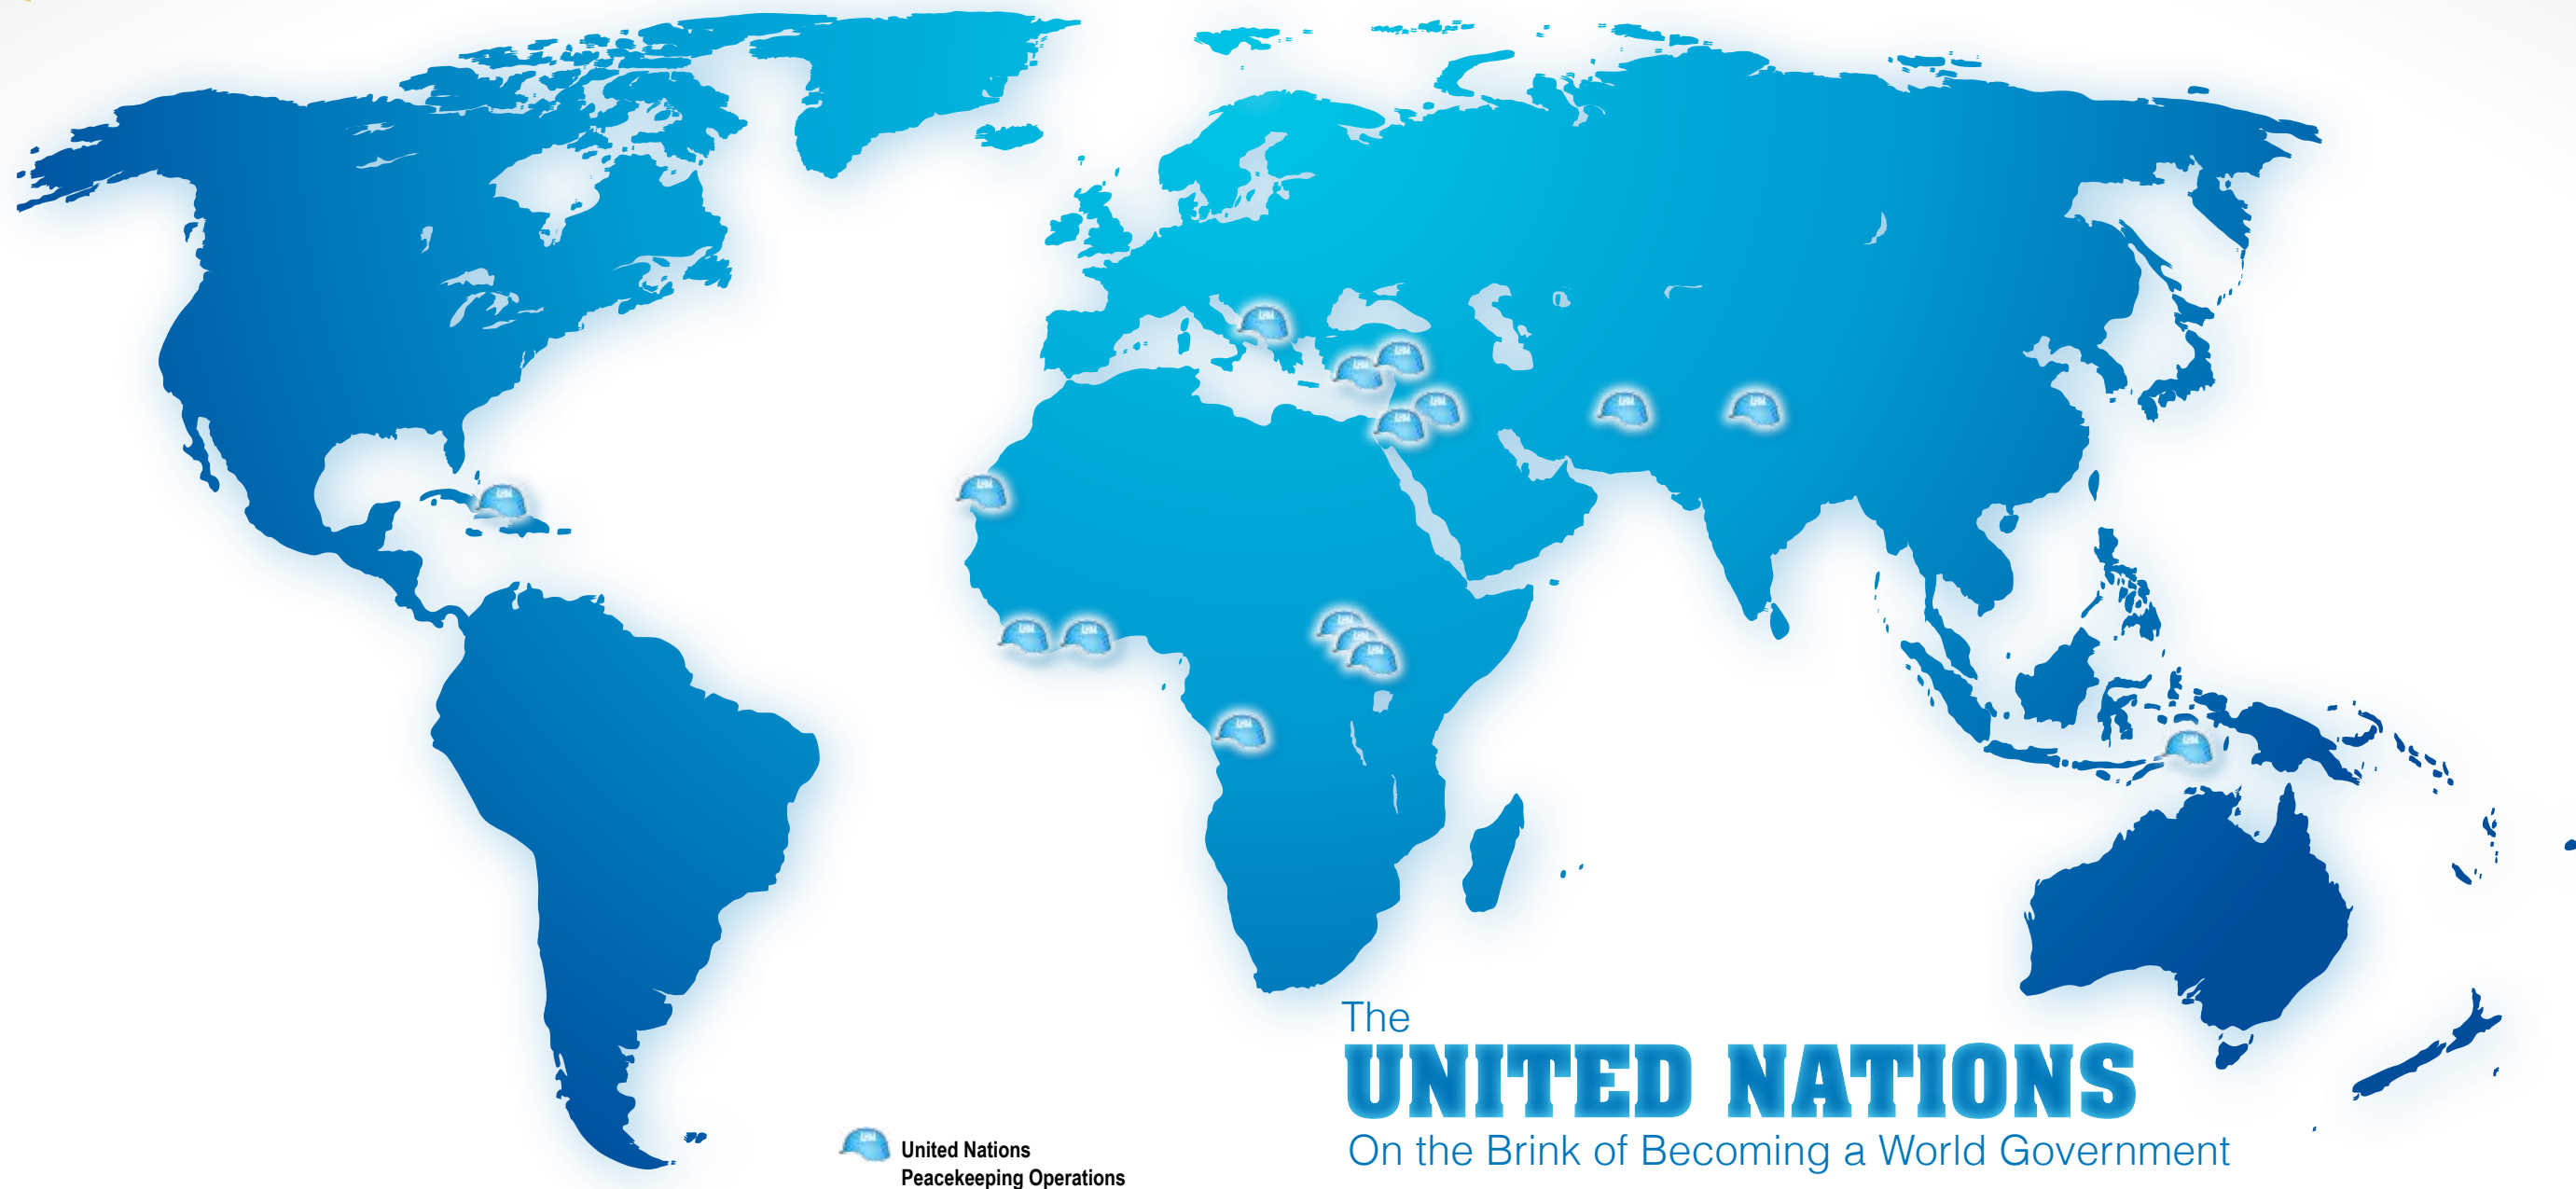 The
UNITED NATIONS
On the Brink of Becoming a World Government
United Nations
Peacekeeping Operations